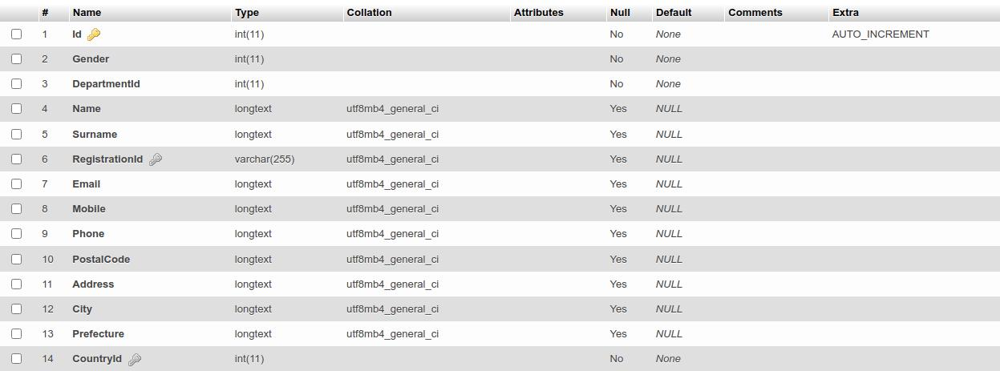 # Name Type Collation Attributes Null Default Comments Extra
1 Id int(11) No None AUTO_INCREMENT
2 Gender int(11) No None
3 DepartmentId int(11) No None
4 Name longtext utf8mb4_general_ci Yes NULL
5 Surname longtext utf8mb4_general_ci Yes NULL
6 RegistrationId varchar(255) utf8mb4_general_ci Yes NULL
7 Email longtext utf8mb4_general_ci Yes NULL
8 Mobile longtext utf8mb4_general_ci Yes NULL
9 Phone longtext utf8mb4_general_ci Yes NULL
10 PostalCode longtext utf8mb4_general_ci Yes NULL
11 Address longtext utf8mb4_general_ci Yes NULL
12 City longtext utf8mb4_general_ci Yes NULL
13 Prefecture longtext utf8mb4_general_ci Yes NULL
14 CountryId int(11) No None